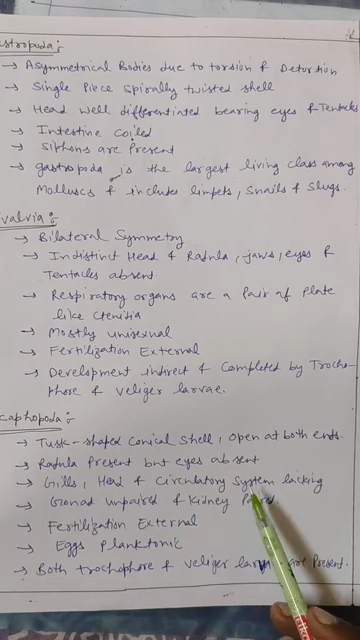 astropoda:-
→ Asymmetrical Bodies due to torsion & Detortion
→ Single Piece Spirally twisted shell
→ Head Well differentiated bearing eyes & Tentacles
→ Intestine Coiled
→ Siphons are Present
→ gastropoda is the largest living class among
Molluscs & includes limpets, Snails & Slugs.
ivalvia:-
→ Bilateral Symmetry
→ Indistinct Head & Radula, jaws, eyes &
Tentacles absent.
→ Respiratory organs are a Pair of Plate
like Ctenidia
→ Mostly unisexual
→ Fertilization External
→ Development indirect & Completed by Trocho-
phore & veliger larvae.
caphopoda:-
→ Tusk-shaped Conical Shell, Open at both ends.
→ Radula Present but eyes absent
→ Gills, Head & Circulatory System lacking
→ Gonad unpaired & Kidney Paired.
→ Fertilization External
→ Eggs Planktonic
→ Both trochophore & veliger are Present.